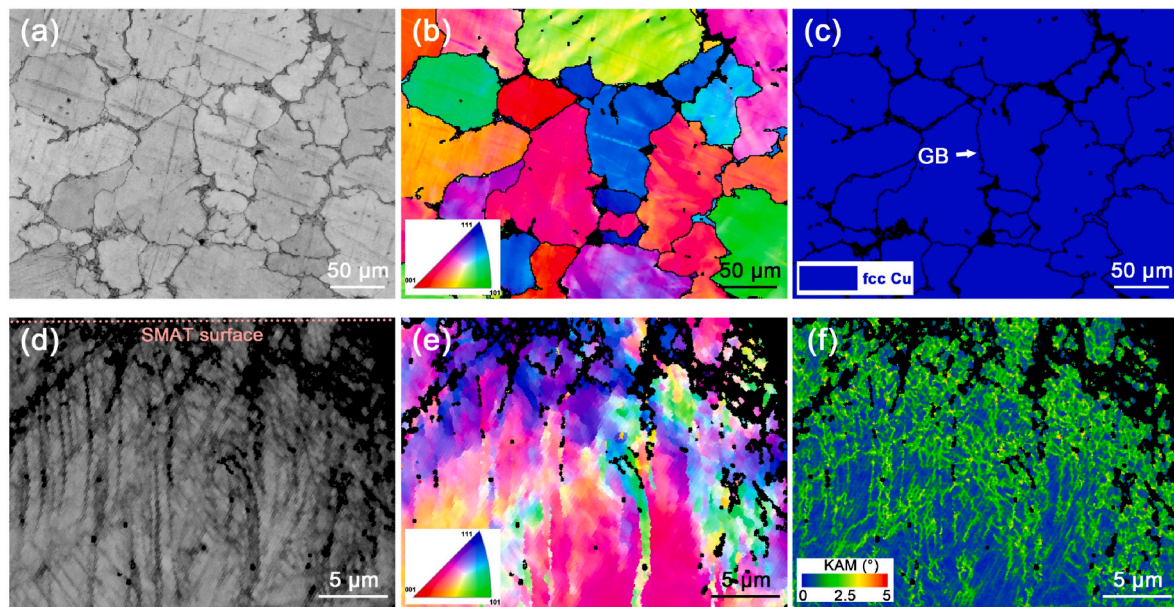 (a)
50 μm
(b)
111
001
101
50 μm
(c)
GB
fcc Cu
50 μm
(d)
SMAT surface
5 μm
(e)
111
001
101
5 μm
(f)
KAM (°)
0 2.5 5
5 μm